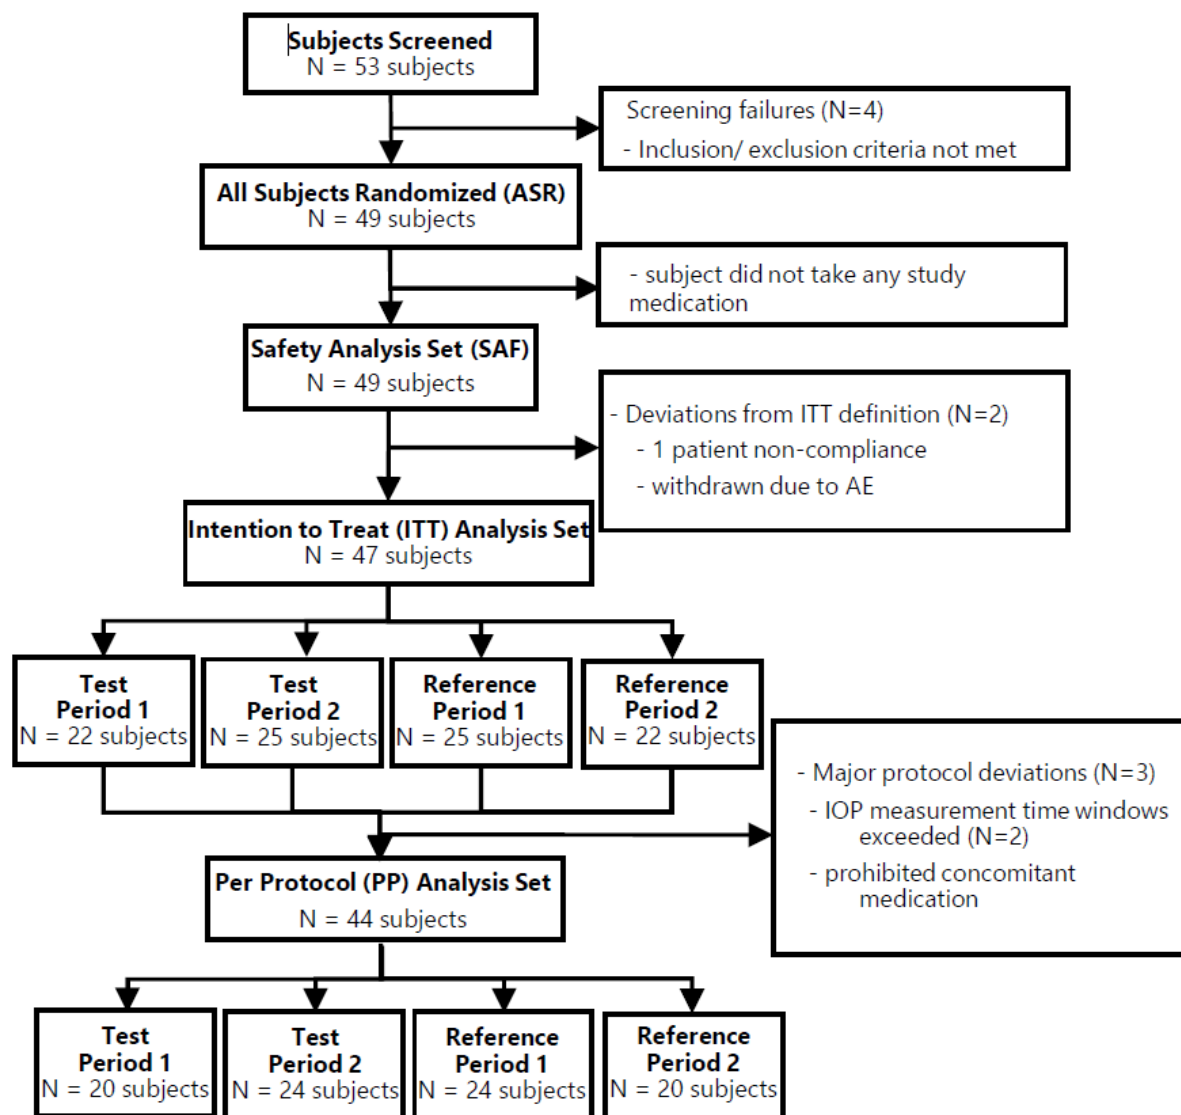 Subjects Screened
N = 53 subjects
Screening failures (N=4)
- Inclusion/ exclusion criteria not met
All Subjects Randomized (ASR)
N = 49 subjects
- subject did not take any study
medication
Safety Analysis Set (SAF)
N = 49 subjects
- Deviations from ITT definition (N=2)
- 1 patient non-compliance
- withdrawn due to AE
Intention to Treat (ITT) Analysis Set
N = 47 subjects
Test
Period 1
N = 22 subjects
Test
Period 2
N = 25 subjects
Reference
Period 1
N = 25 subjects
Reference
Period 2
N = 22 subjects
- Major protocol deviations (N=3)
- IOP measurement time windows
exceeded (N=2)
- prohibited concomitant
medication
Per Protocol (PP) Analysis Set
N = 44 subjects
Test
Period 1
N = 20 subjects
Test
Period 2
N = 24 subjects
Reference
Period 1
N = 24 subjects
Reference
Period 2
N = 20 subjects